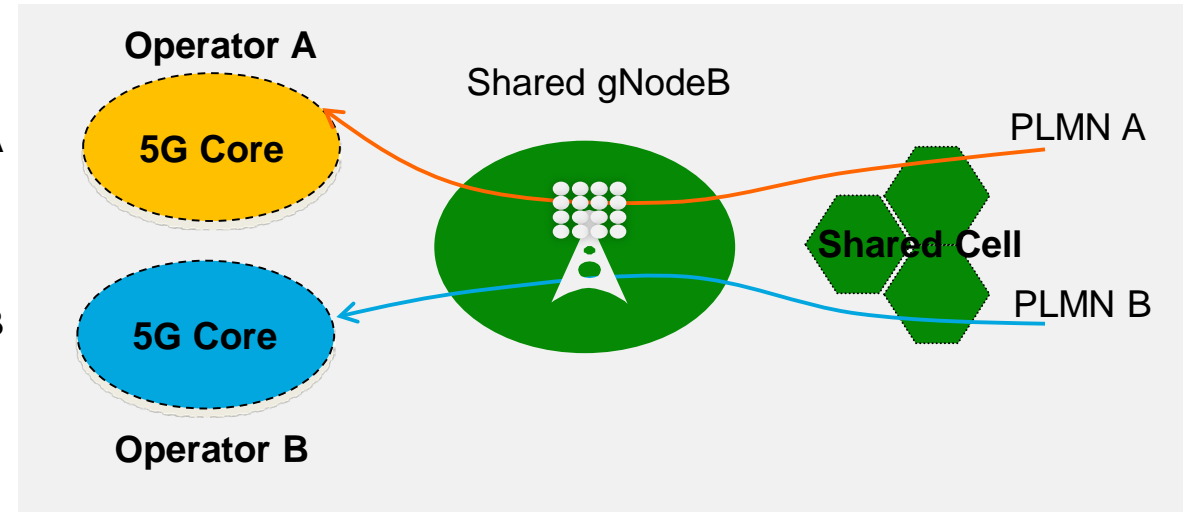 Operator A
Shared gNodeB
5G Core
PLMN A
Shared Cell
PLMN B
5G Core
Operator B